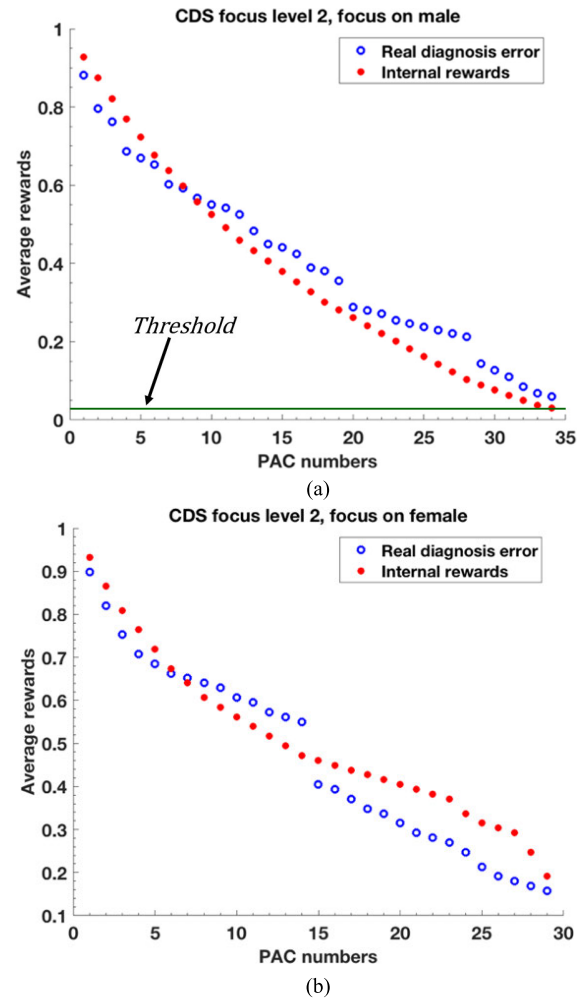 CDS focus level 2, focus on male
Real diagnosis error
Internal rewards
Average rewards
1
0.8
0.6
0.4
0.2
0
Threshold
0 5 10 15 20 25 30 35
PAC numbers
(a)
CDS focus level 2, focus on female
Real diagnosis error
Internal rewards
Average rewards
1
0.9
0.8
0.7
0.6
0.5
0.4
0.3
0.2
0.1
0 5 10 15 20 25 30
PAC numbers
(b)